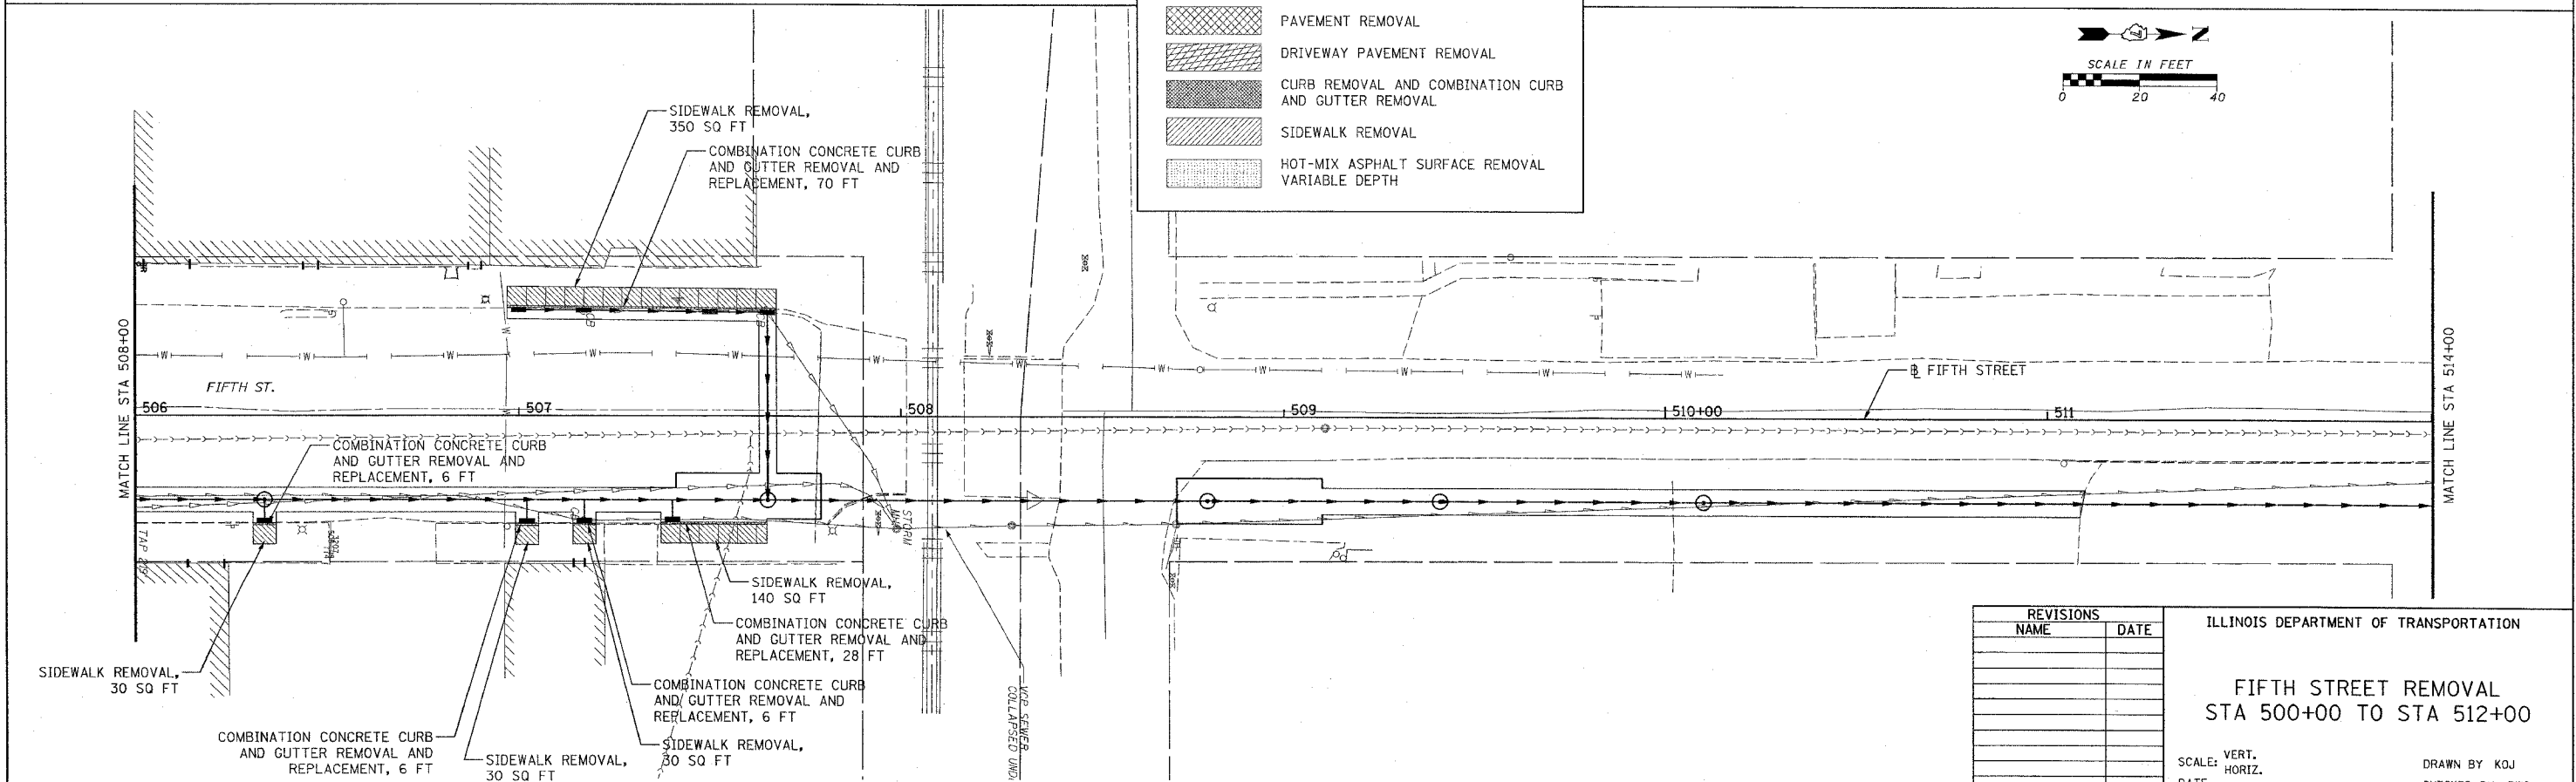 PAVEMENT REMOVAL
DRIVEWAY PAVEMENT REMOVAL
CURB REMOVAL AND COMBINATION CURB
AND GUTTER REMOVAL
SIDEWALK REMOVAL
HOT-MIX ASPHALT SURFACE REMOVAL
VARIABLE DEPTH
Z
SCALE IN FEET
0 20 40
SIDEWALK REMOVAL,
350 SQ FT
COMBINATION CONCRETE CURB
AND GUTTER REMOVAL AND
REPLACEMENT, 70 FT
MATCH LINE STA 508+00
FIFTH ST.
CB
CB
W W W W W W W W W W W W
506 507 508 509 510+00 511
FIFTH STREET
MATCH LINE STA 514+00
COMBINATION CONCRETE CURB
AND GUTTER REMOVAL AND
REPLACEMENT, 6 FT
STORM
SIDEWALK REMOVAL,
140 SQ FT
COMBINATION CONCRETE CURB
AND GUTTER REMOVAL AND
REPLACEMENT, 28 FT
SIDEWALK REMOVAL,
30 SQ FT
COMBINATION CONCRETE CURB
AND GUTTER REMOVAL AND
REPLACEMENT, 6 FT
SIDEWALK REMOVAL,
30 SQ FT
COMBINATION CONCRETE CURB
AND GUTTER REMOVAL AND
REPLACEMENT, 6 FT
SIDEWALK REMOVAL,
30 SQ FT
VCP SEWER
COLLAPSED
REVISIONS
NAME DATE
ILLINOIS DEPARTMENT OF TRANSPORTATION
FIFTH STREET REMOVAL
STA 500+00 TO STA 512+00
SCALE: VERT.
HORIZ.
DRAWN BY KOJ